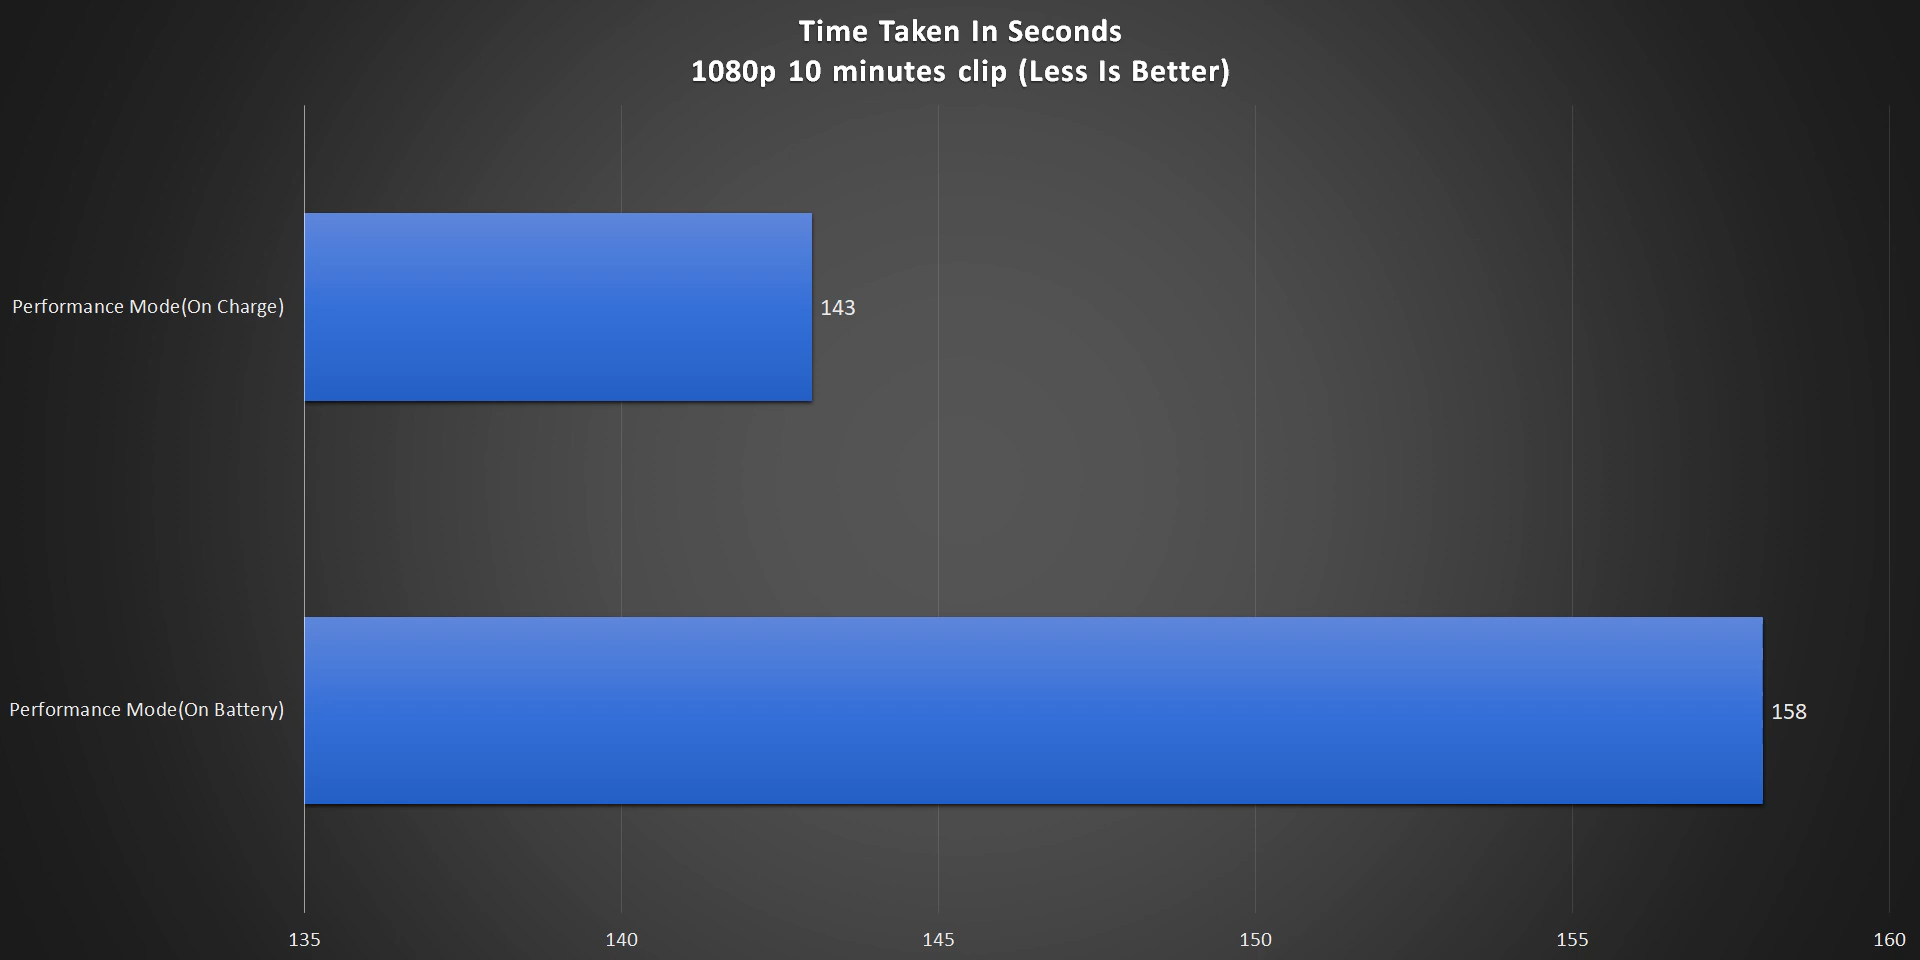 Time Taken In Seconds
1080p 10 minutes clip (Less Is Better)
Performance Mode(On Charge)
143
Performance Mode(On Battery)
158
135 140 145 150 155 160